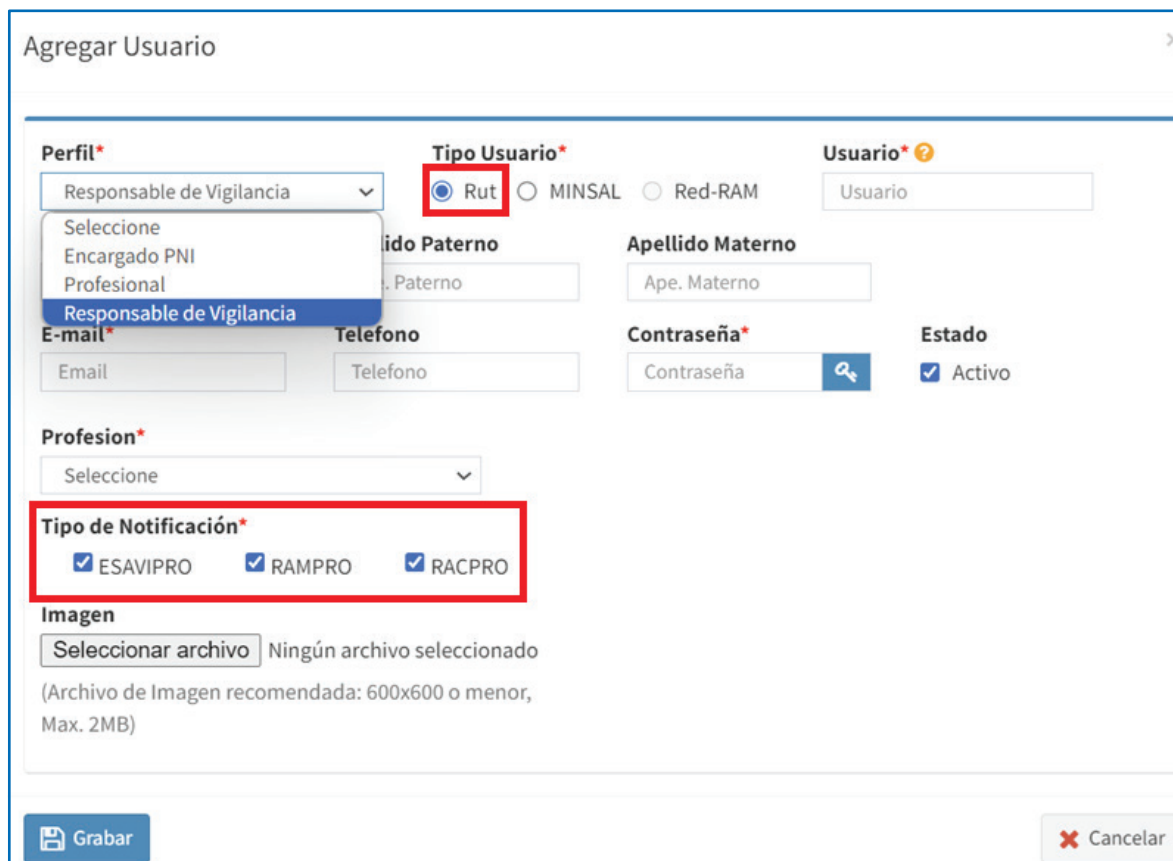 Agregar Usuario
Perfil* Tipo Usuario* Usuario*
Responsable de Vigilancia Rut MINSAL Red-RAM Usuario
Seleccione
Encargado PNI
Profesional
Responsable de Vigilancia
Paterno Apellido Materno
Paterno Ape. Materno
E-mail* Telefono Contraseña* Estado
Email Telefono Contraseña Activo
Profesion*
Seleccione
Tipo de Notificación*
ESAVIPRO RAMPRO RACPRO
Imagen
Seleccionar archivo Ningún archivo seleccionado
(Archivo de Imagen recomendada: 600x600 o menor,
Max. 2MB)
Grabar Cancelar